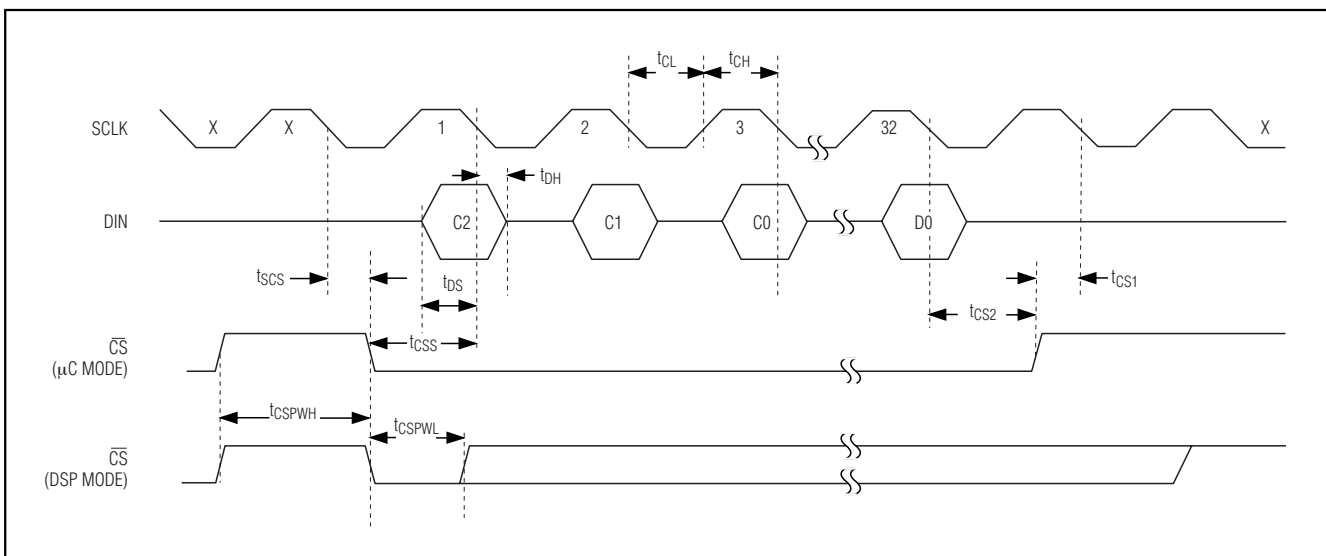 tCL
tCH
SCLK
X
X
1
2
3
32
X
tDH
DIN
C2
C1
C0
D0
tSCS
tDS
tCS1
tCS2
tCSS
CS
(μC MODE)
tCSPWH
tCSPWL
CS
(DSP MODE)